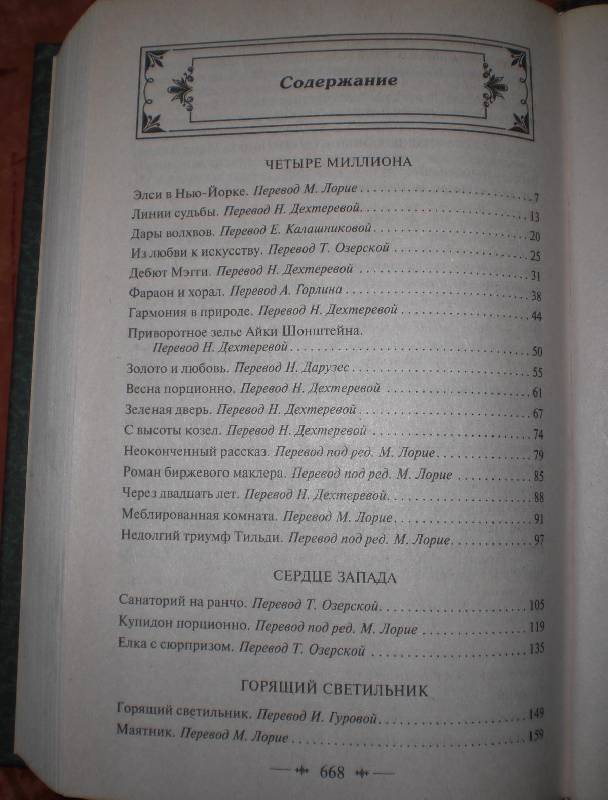 Содержание
ЧЕТЫРЕ МИЛЛИОНА
Элси в Нью-Йорке. Перевод М. Лорие 7
Линии судьбы. Перевод Н. Дехтеревой. 13
Дары волхвов. Перевод Е. Калашниковой 20
Из любви к искусству. Перевод Т. Озерской 25
Дебют Мэгги. Перевод Н. Дехтеревой 31
Фараон и хорал. Перевод А. Горлина 38
Гармония в природе. Перевод Н. Дехтеревой 44
Приворотное зелье Айки Шонштейна.
Перевод Н. Дехтеревой 50
Золото и любовь. Перевод Н. Дарузес 55
Весна порционно. Перевод Н. Дехтеревой 61
Зеленая дверь. Перевод Н. Дехтеревой 67
С высоты козел. Перевод Н. Дехтеревой 74
Неоконченный рассказ. Перевод под ред. М. Лорие 79
Роман биржевого маклера. Перевод под ред. М. Лорие 85
Через двадцать лет. Перевод Н. Дехтеревой 88
Меблированная комната. Перевод М. Лорие 91
Недолгий триумф Тильди. Перевод под ред. М. Лорие 97
СЕРДЦЕ ЗАПАДА
Санаторий на ранчо. Перевод Т. Озерской 105
Купидон порционно. Перевод под ред. М. Лорие 119
Елка с сюрпризом. Перевод Т. Озерской 135
ГОРЯЩИЙ СВЕТИЛЬНИК
Горящий светильник. Перевод И. Гуровой 149
Маятник. Перевод М. Лорие 159
668